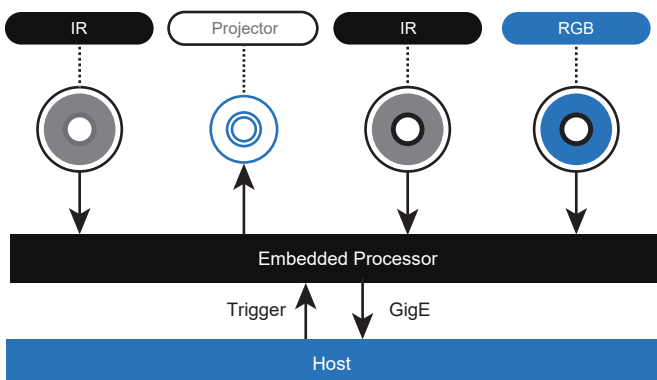 IR
Projector
IR
RGB
Embedded Processor
Trigger
GigE
Host